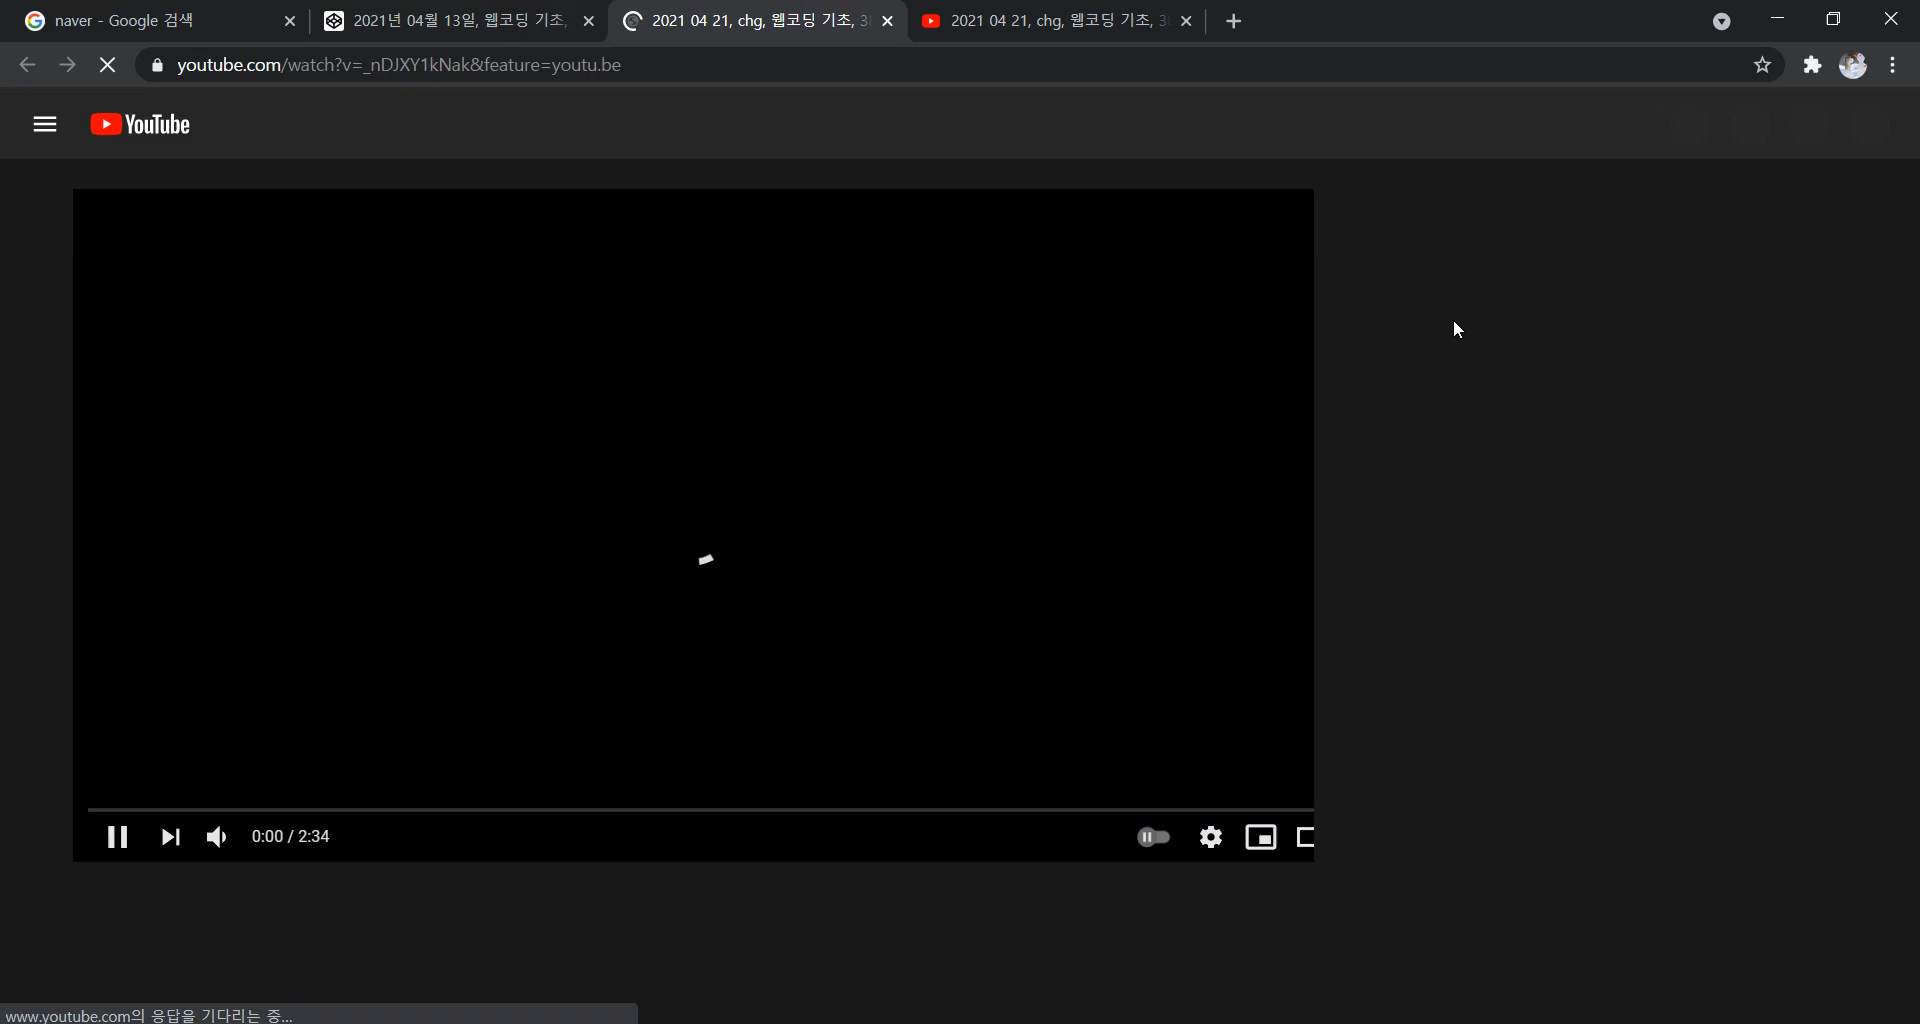 naver - Google 검색
2021년 04월 13일, 웹코딩 기초,
2021 04 21, chg, 웹코딩 기초, 3
2021 04 21, chg, 웹코딩 기초, 3
youtube.com/watch?v=_nDJXY1kNak&feature=youtu.be
YouTube
0:00 / 2:34
www.youtube.com의 응답을 기다리는 중...